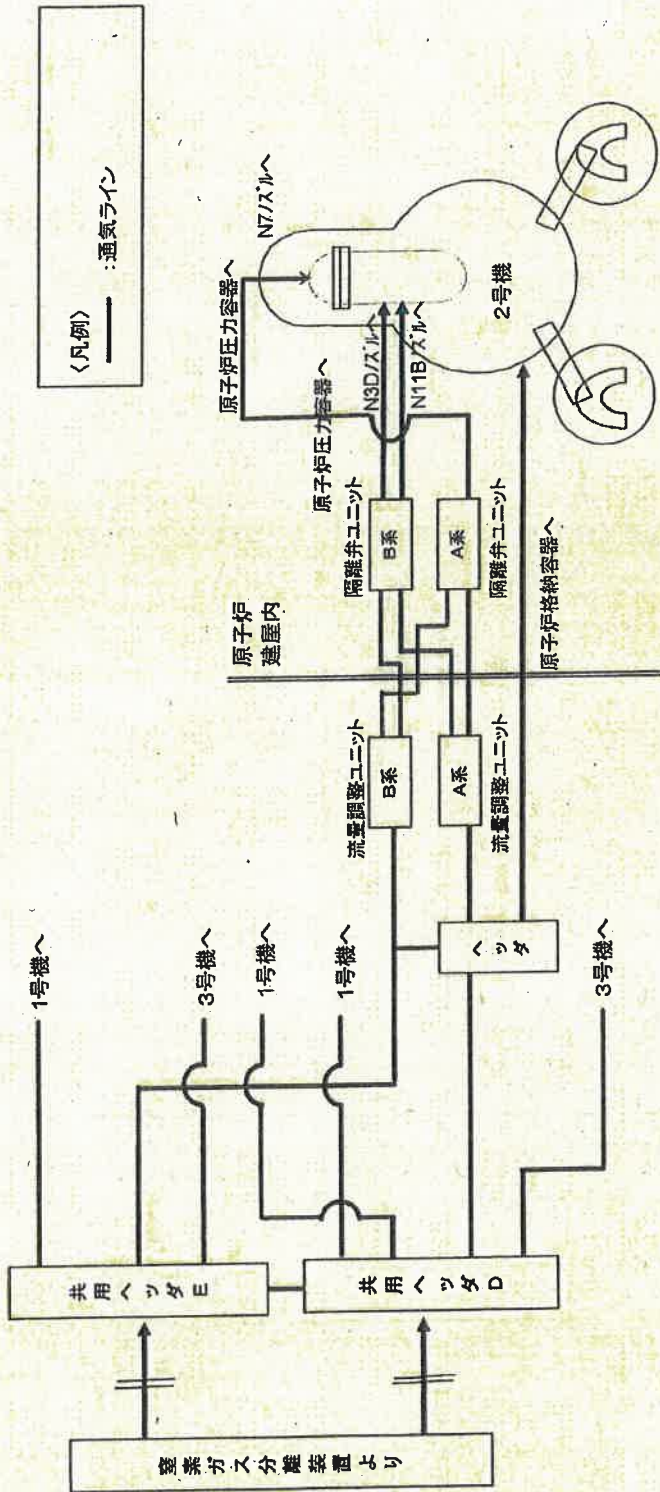 〈凡例〉
:通気ライン
窒素ガス分離装置より
共用ヘッダE
共用ヘッダD
1号機へ
3号機へ
1号機へ
1号機へ
3号機へ
ヘッダ
流量調整ユニット
B系
A系
流量調整ユニット
原子炉
建屋内
隔離弁ユニット
B系
A系
隔離弁ユニット
原子炉圧力容器へ
N7ノズルへ
原子炉圧力容器へ
N3Dノズルへ
N11Bノズルへ
原子炉格納容器へ
2号機